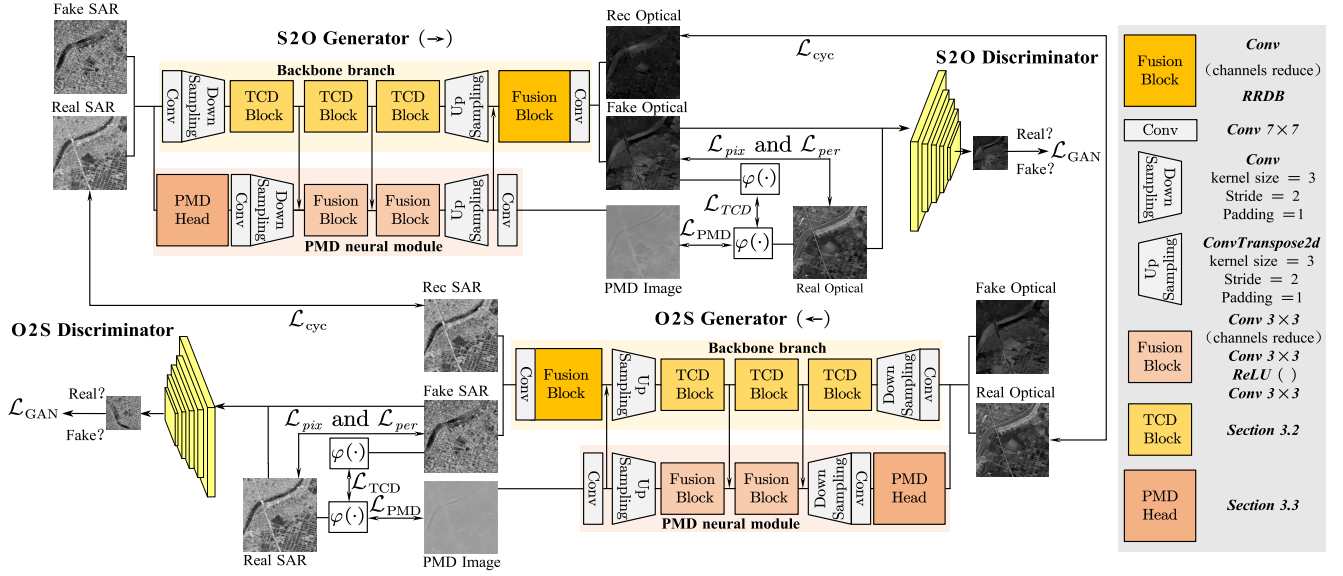 Fake SAR
Real SAR
S2O Generator (→)
Backbone branch
Conv
Down
Sampling
TCD
Block
TCD
Block
TCD
Block
Up
Sampling
Fusion
Block
Conv
PMD
Head
Conv
Down
Sampling
Fusion
Block
Fusion
Block
Up
Sampling
Conv
PMD neural module
Rec Optical
Fake Optical
PMD Image
ℒcyc
ℒpix and ℒper
φ(·)
ℒTCD
ℒPMD
φ(·)
Real Optical
S2O Discriminator
Real?
Fake?
ℒGAN
ℒcyc
O2S Discriminator
ℒGAN
Real?
Fake?
Rec SAR
Fake SAR
ℒpix and ℒper
φ(·)
ℒTCD
ℒPMD
φ(·)
Real SAR
PMD Image
O2S Generator (←)
Backbone branch
Conv
Fusion
Block
Up
Sampling
TCD
Block
TCD
Block
TCD
Block
Down
Sampling
Conv
Conv
Up
Sampling
Fusion
Block
Fusion
Block
Down
Sampling
Conv
PMD
Head
PMD neural module
Fake Optical
Real Optical
Fusion
Block
Conv
(channels reduce)
RRDB
Conv
Conv 7×7
Down
Sampling
Conv
kernel size = 3
Stride = 2
Padding =1
Up
Sampling
ConvTranspose2d
kernel size = 3
Stride = 2
Padding =1
Fusion
Block
Conv 3×3
(channels reduce)
Conv 3×3
ReLU ( )
Conv 3×3
TCD
Block
Section 3.2
PMD
Head
Section 3.3